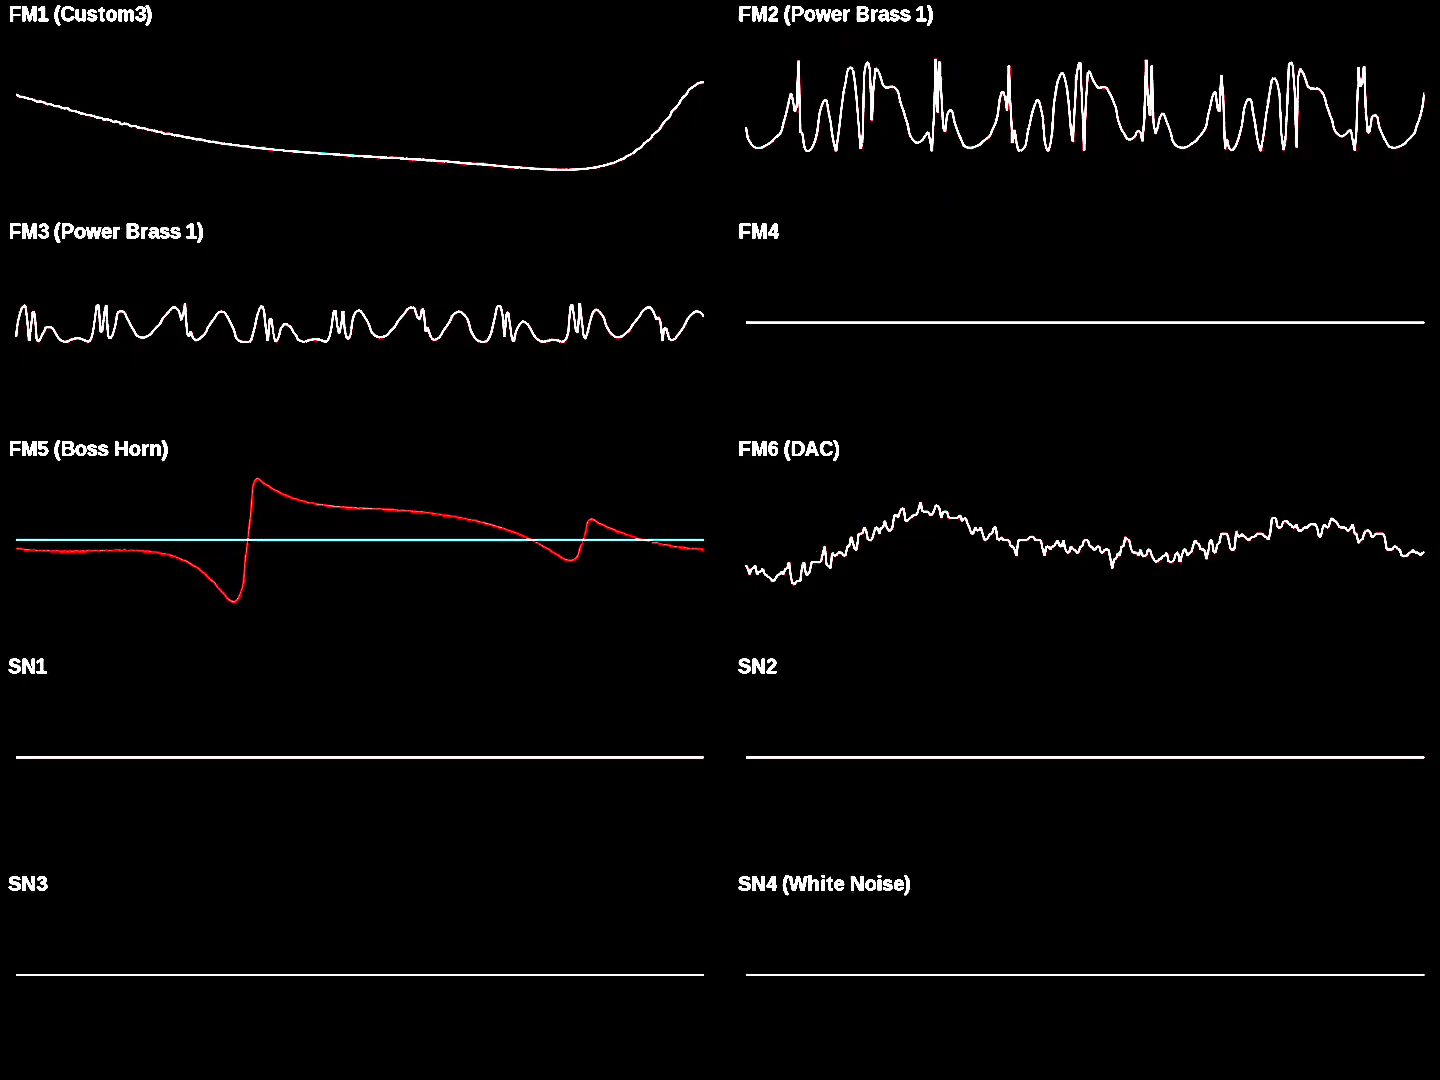 FM1 (Custom3)
FM2 (Power Brass 1)
FM3 (Power Brass 1)
FM4
FM5 (Boss Horn)
FM6 (DAC)
SN1
SN2
SN3
SN4 (White Noise)